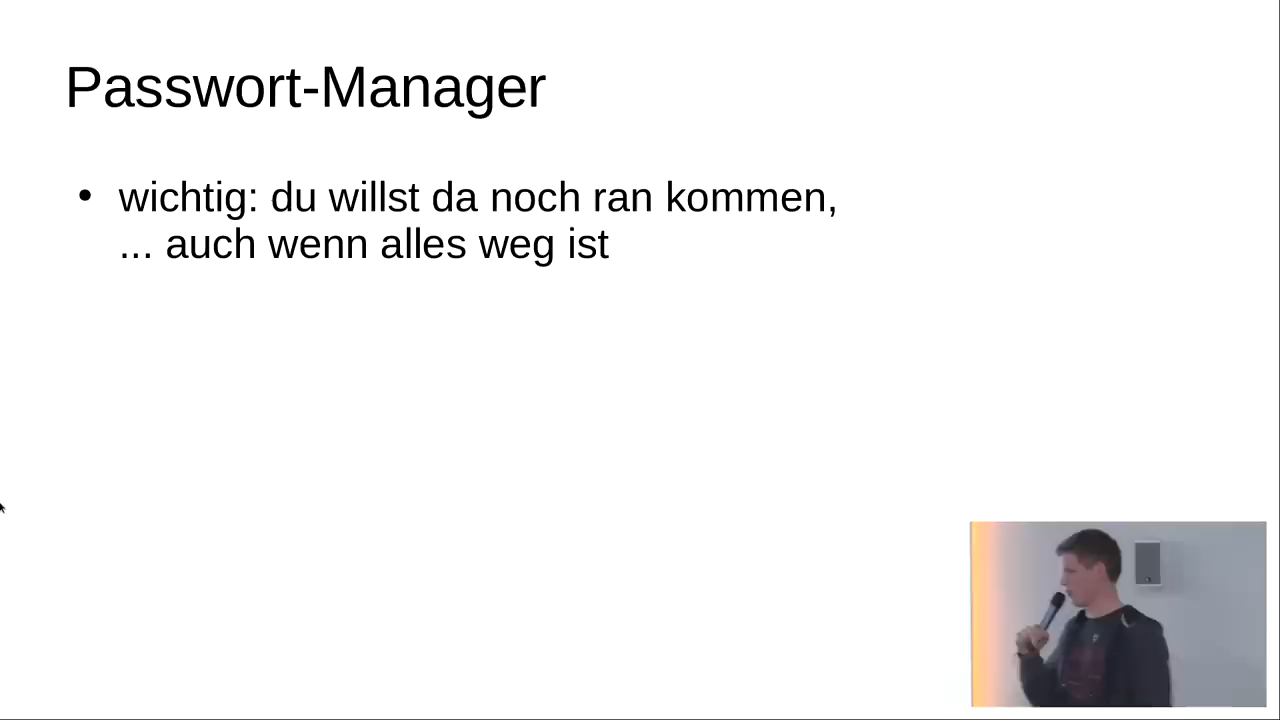 Passwort-Manager
• wichtig: du willst da noch ran kommen,
... auch wenn alles weg ist